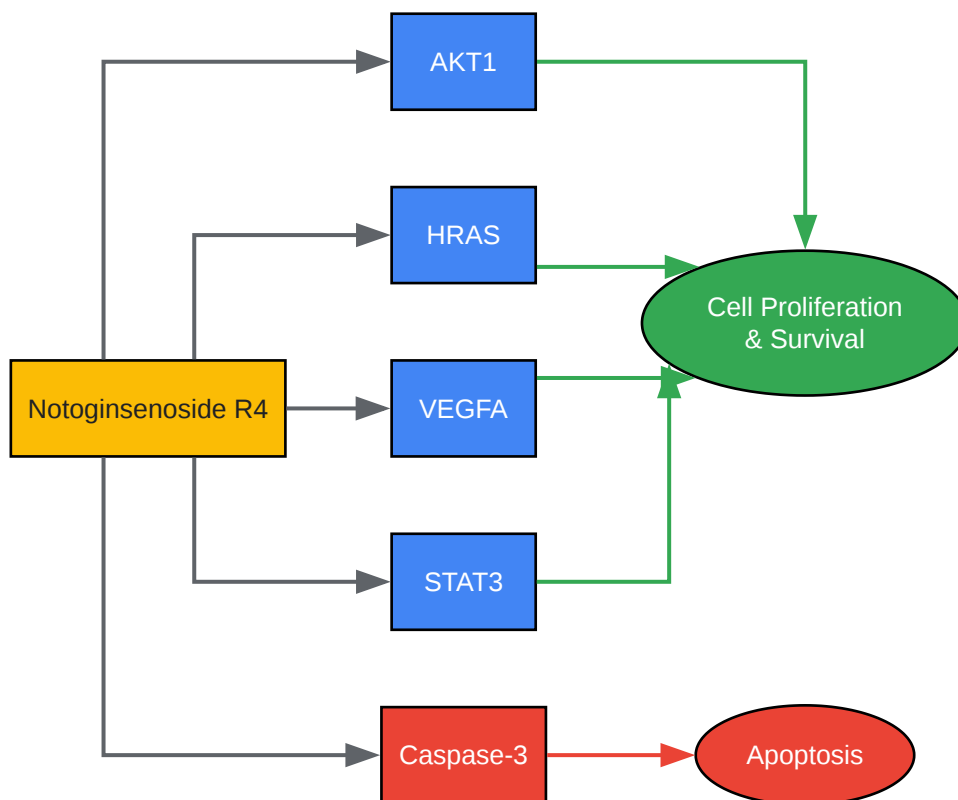 AKT1
HRAS
Cell Proliferation
& Survival
Notoginsenoside R4
VEGFA
STAT3
Caspase-3
Apoptosis